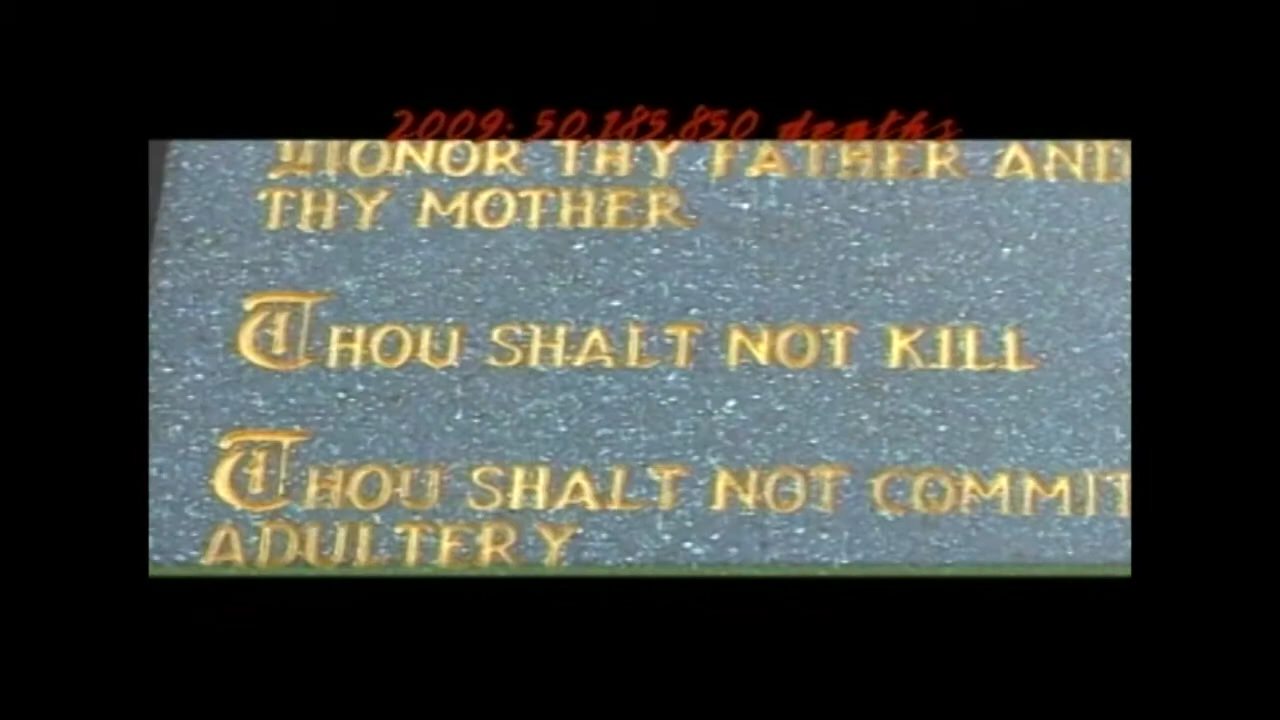 2009: 50,185,850 deaths
HONOR THY FATHER AND
THY MOTHER
THOU SHALT NOT KILL
THOU SHALT NOT COMMIT
ADULTERY